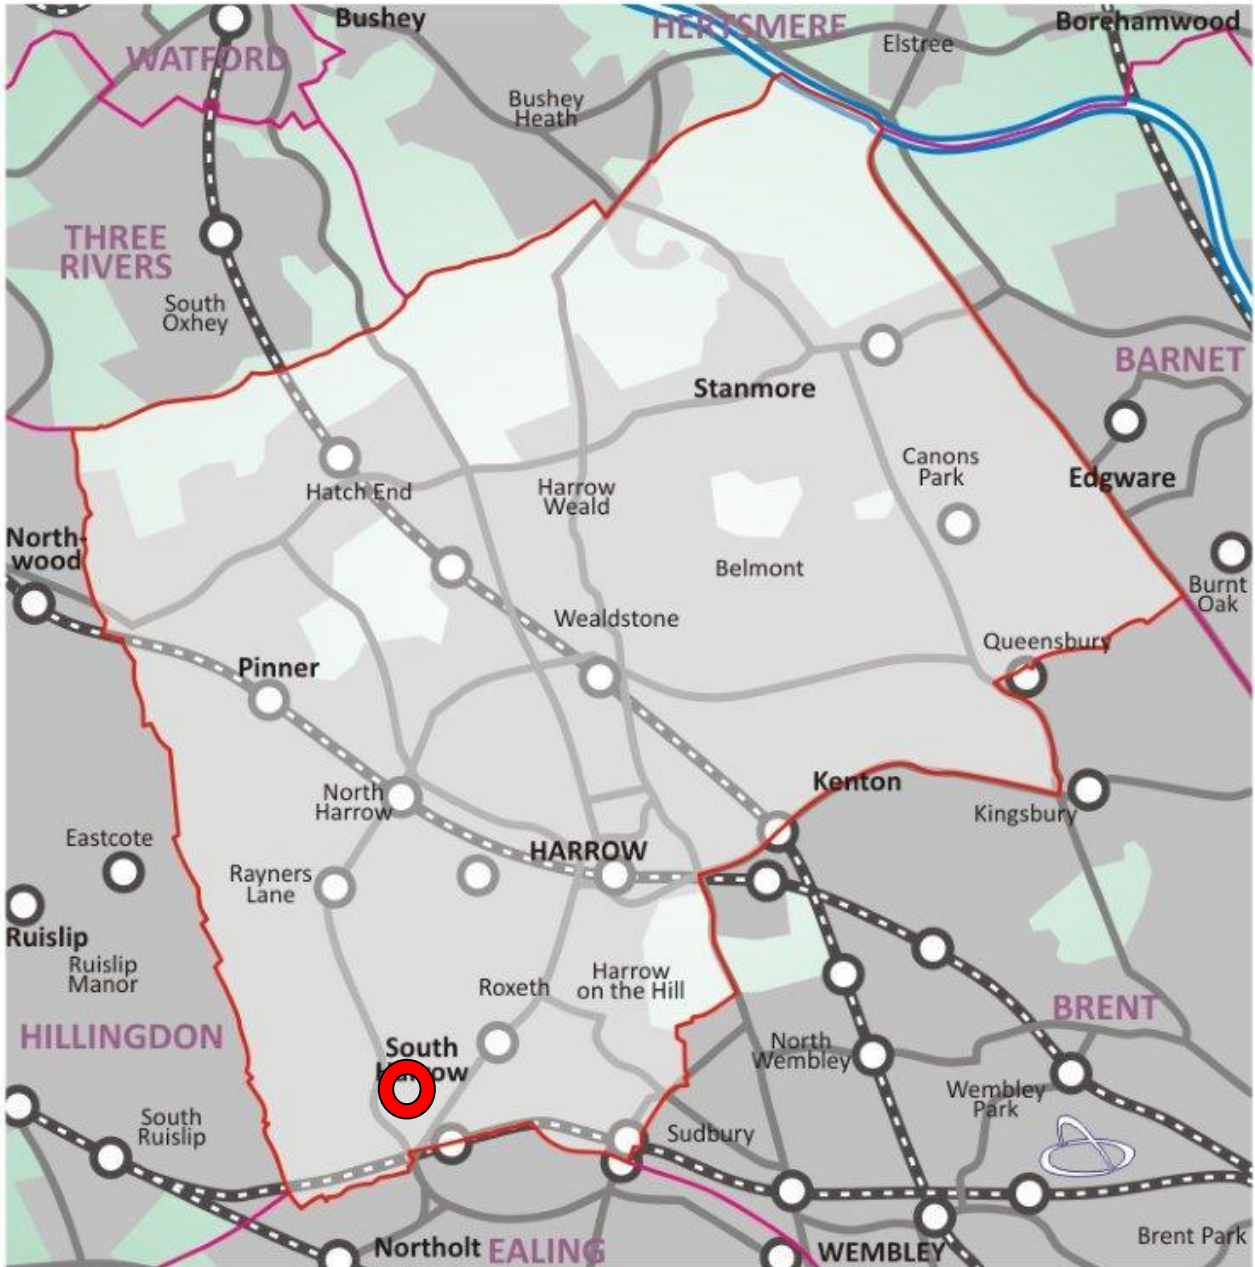 Bushey
HERTSMERE
Borehamwood
WATFORD
Elstree
Bushey
Heath
THREE
RIVERS
South
Oxhey
BARNET
Stanmore
Canons
Park
Edgware
Hatch End
Harrow
Weald
North-
wood
Belmont
Burnt
Oak
Wealdstone
Queensbury
Pinner
Kenton
North
Harrow
Kingsbury
Eastcote
HARROW
Rayners
Lane
Ruislip
Ruislip
Manor
Harrow
on the Hill
Roxeth
BRENT
HILLINGDON
South
Harrow
North
Wembley
Wembley
Park
South
Ruislip
Sudbury
Northolt
EALING
WEMBLEY
Brent Park